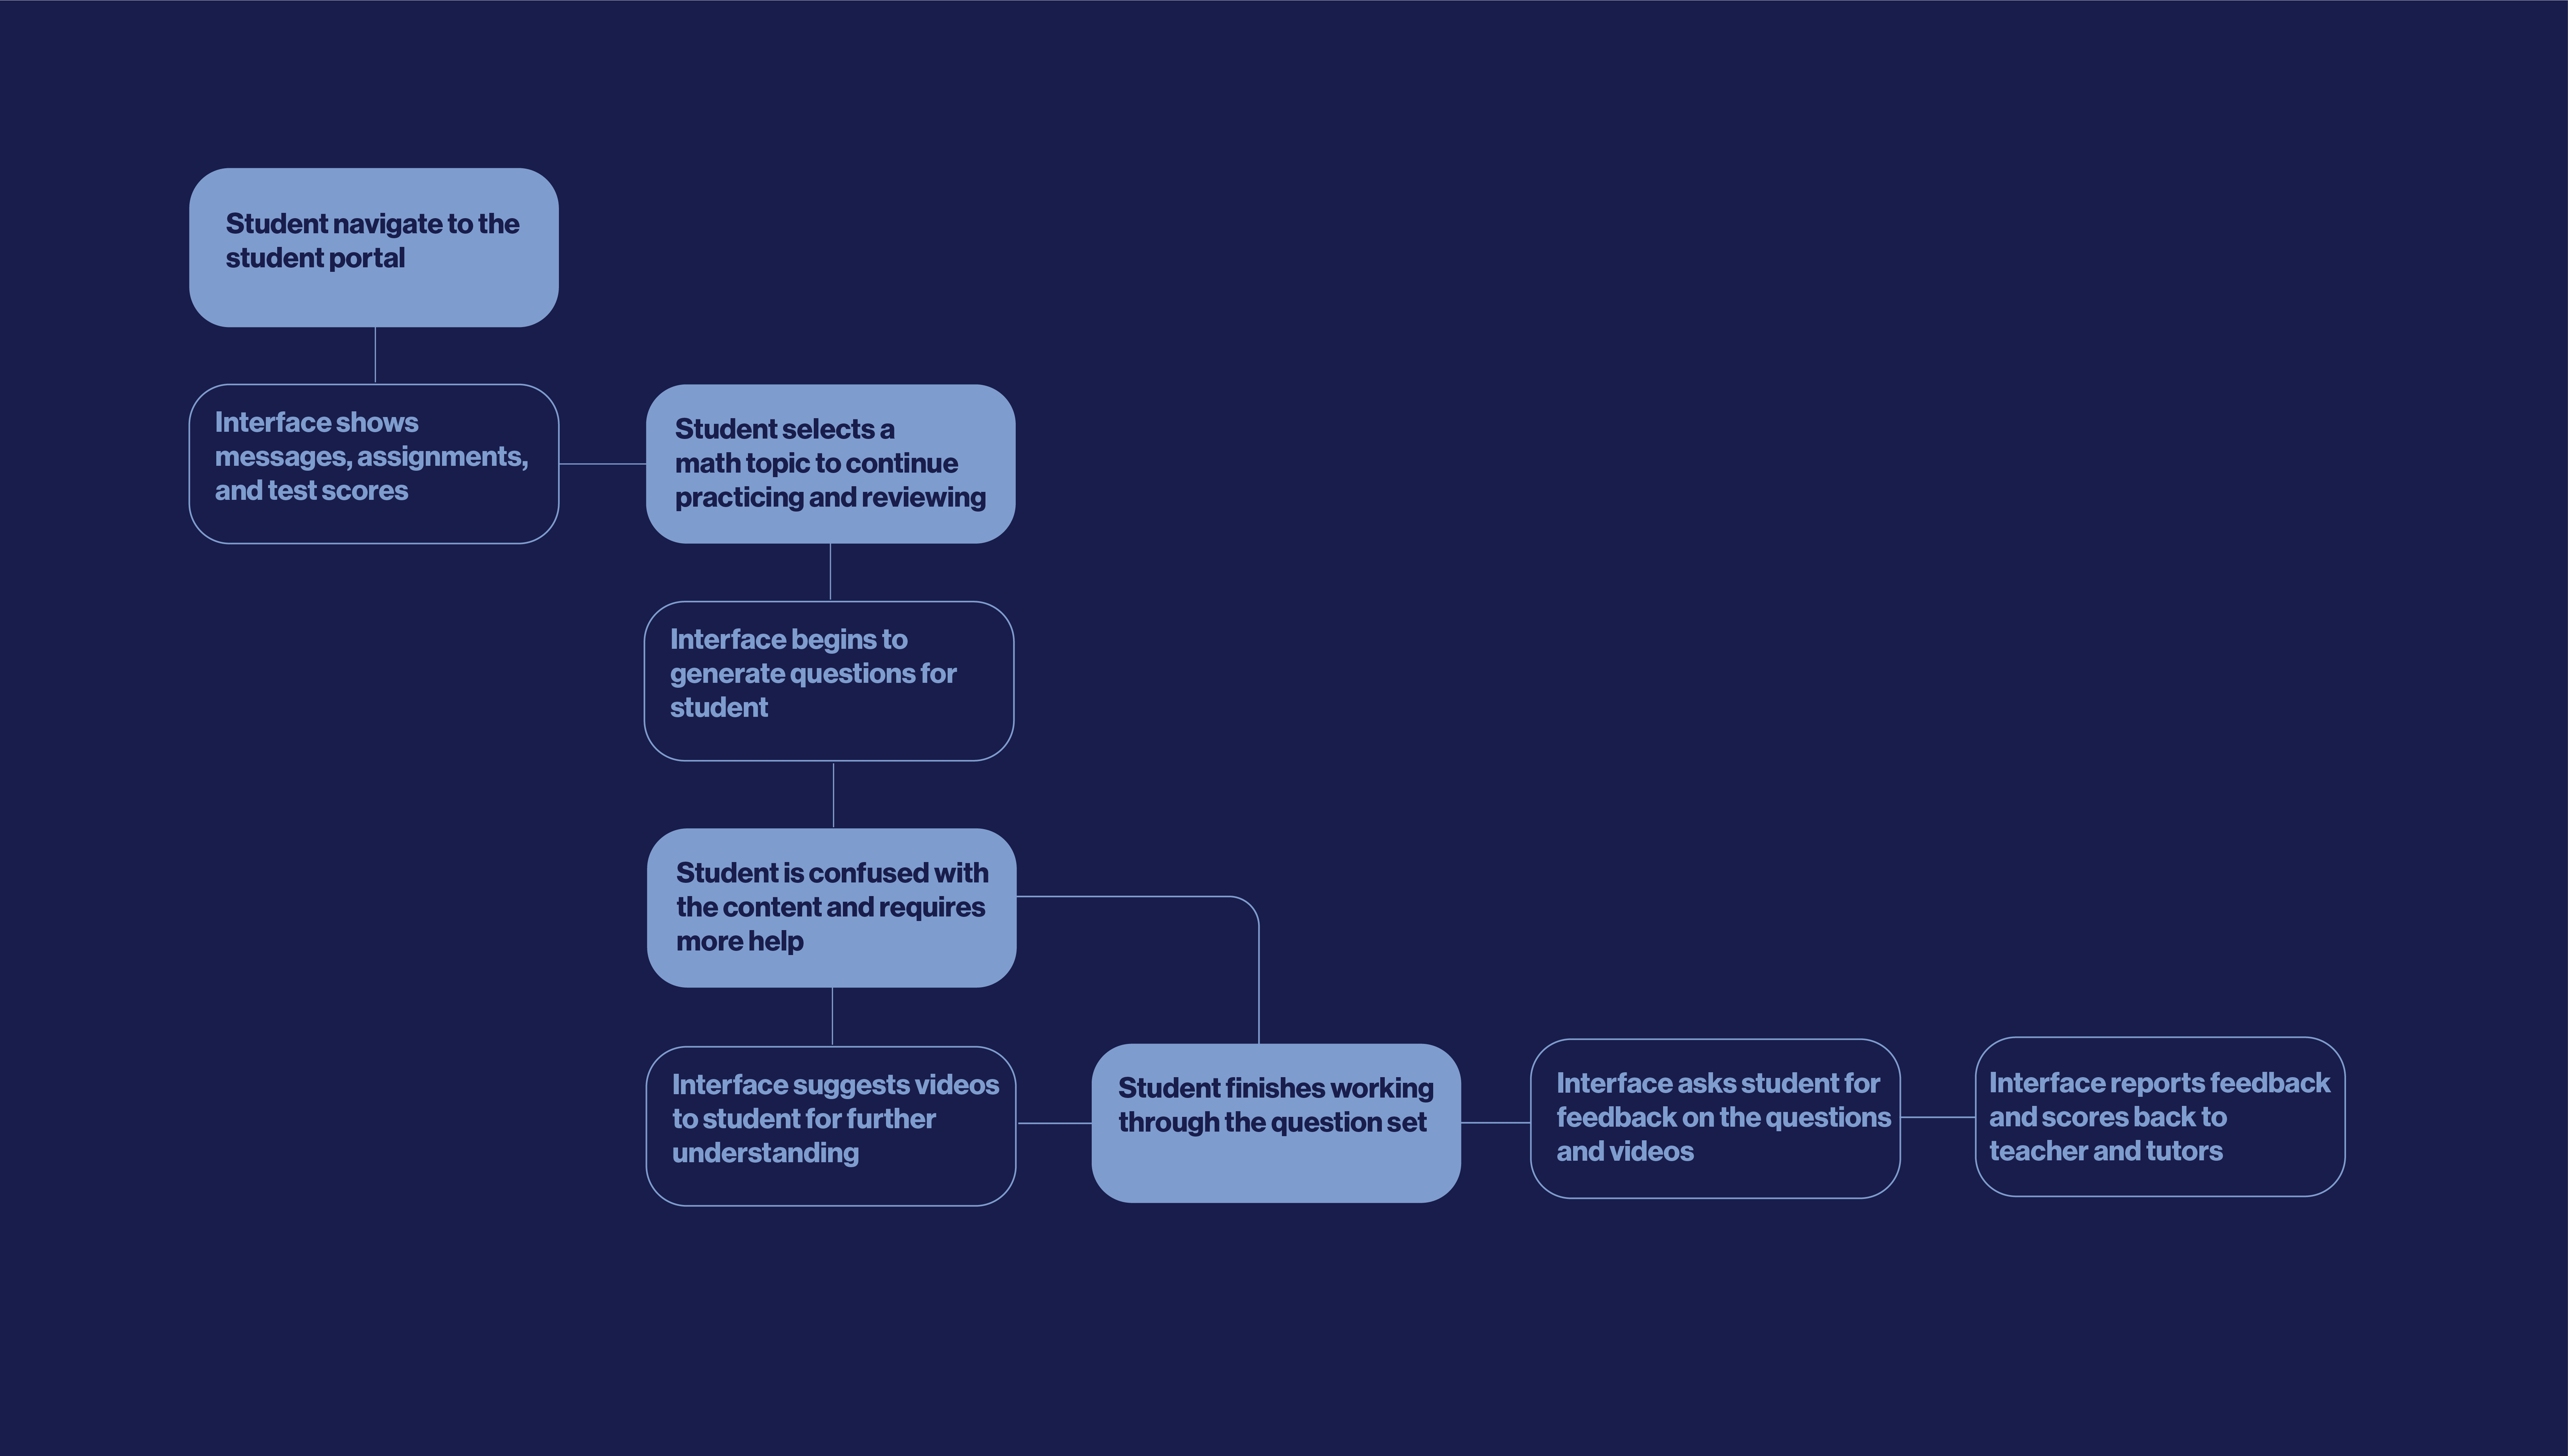 Student navigate to the
student portal
Interface shows
messages, assignments,
and test scores
Student selects a
math topic to continue
practicing and reviewing
Interface begins to
generate questions for
student
Student is confused with
the content and requires
more help
Interface suggests videos
to student for further
understanding
Student finishes working
through the question set
Interface asks student for
feedback on the questions
and videos
Interface reports feedback
and scores back to
teacher and tutors